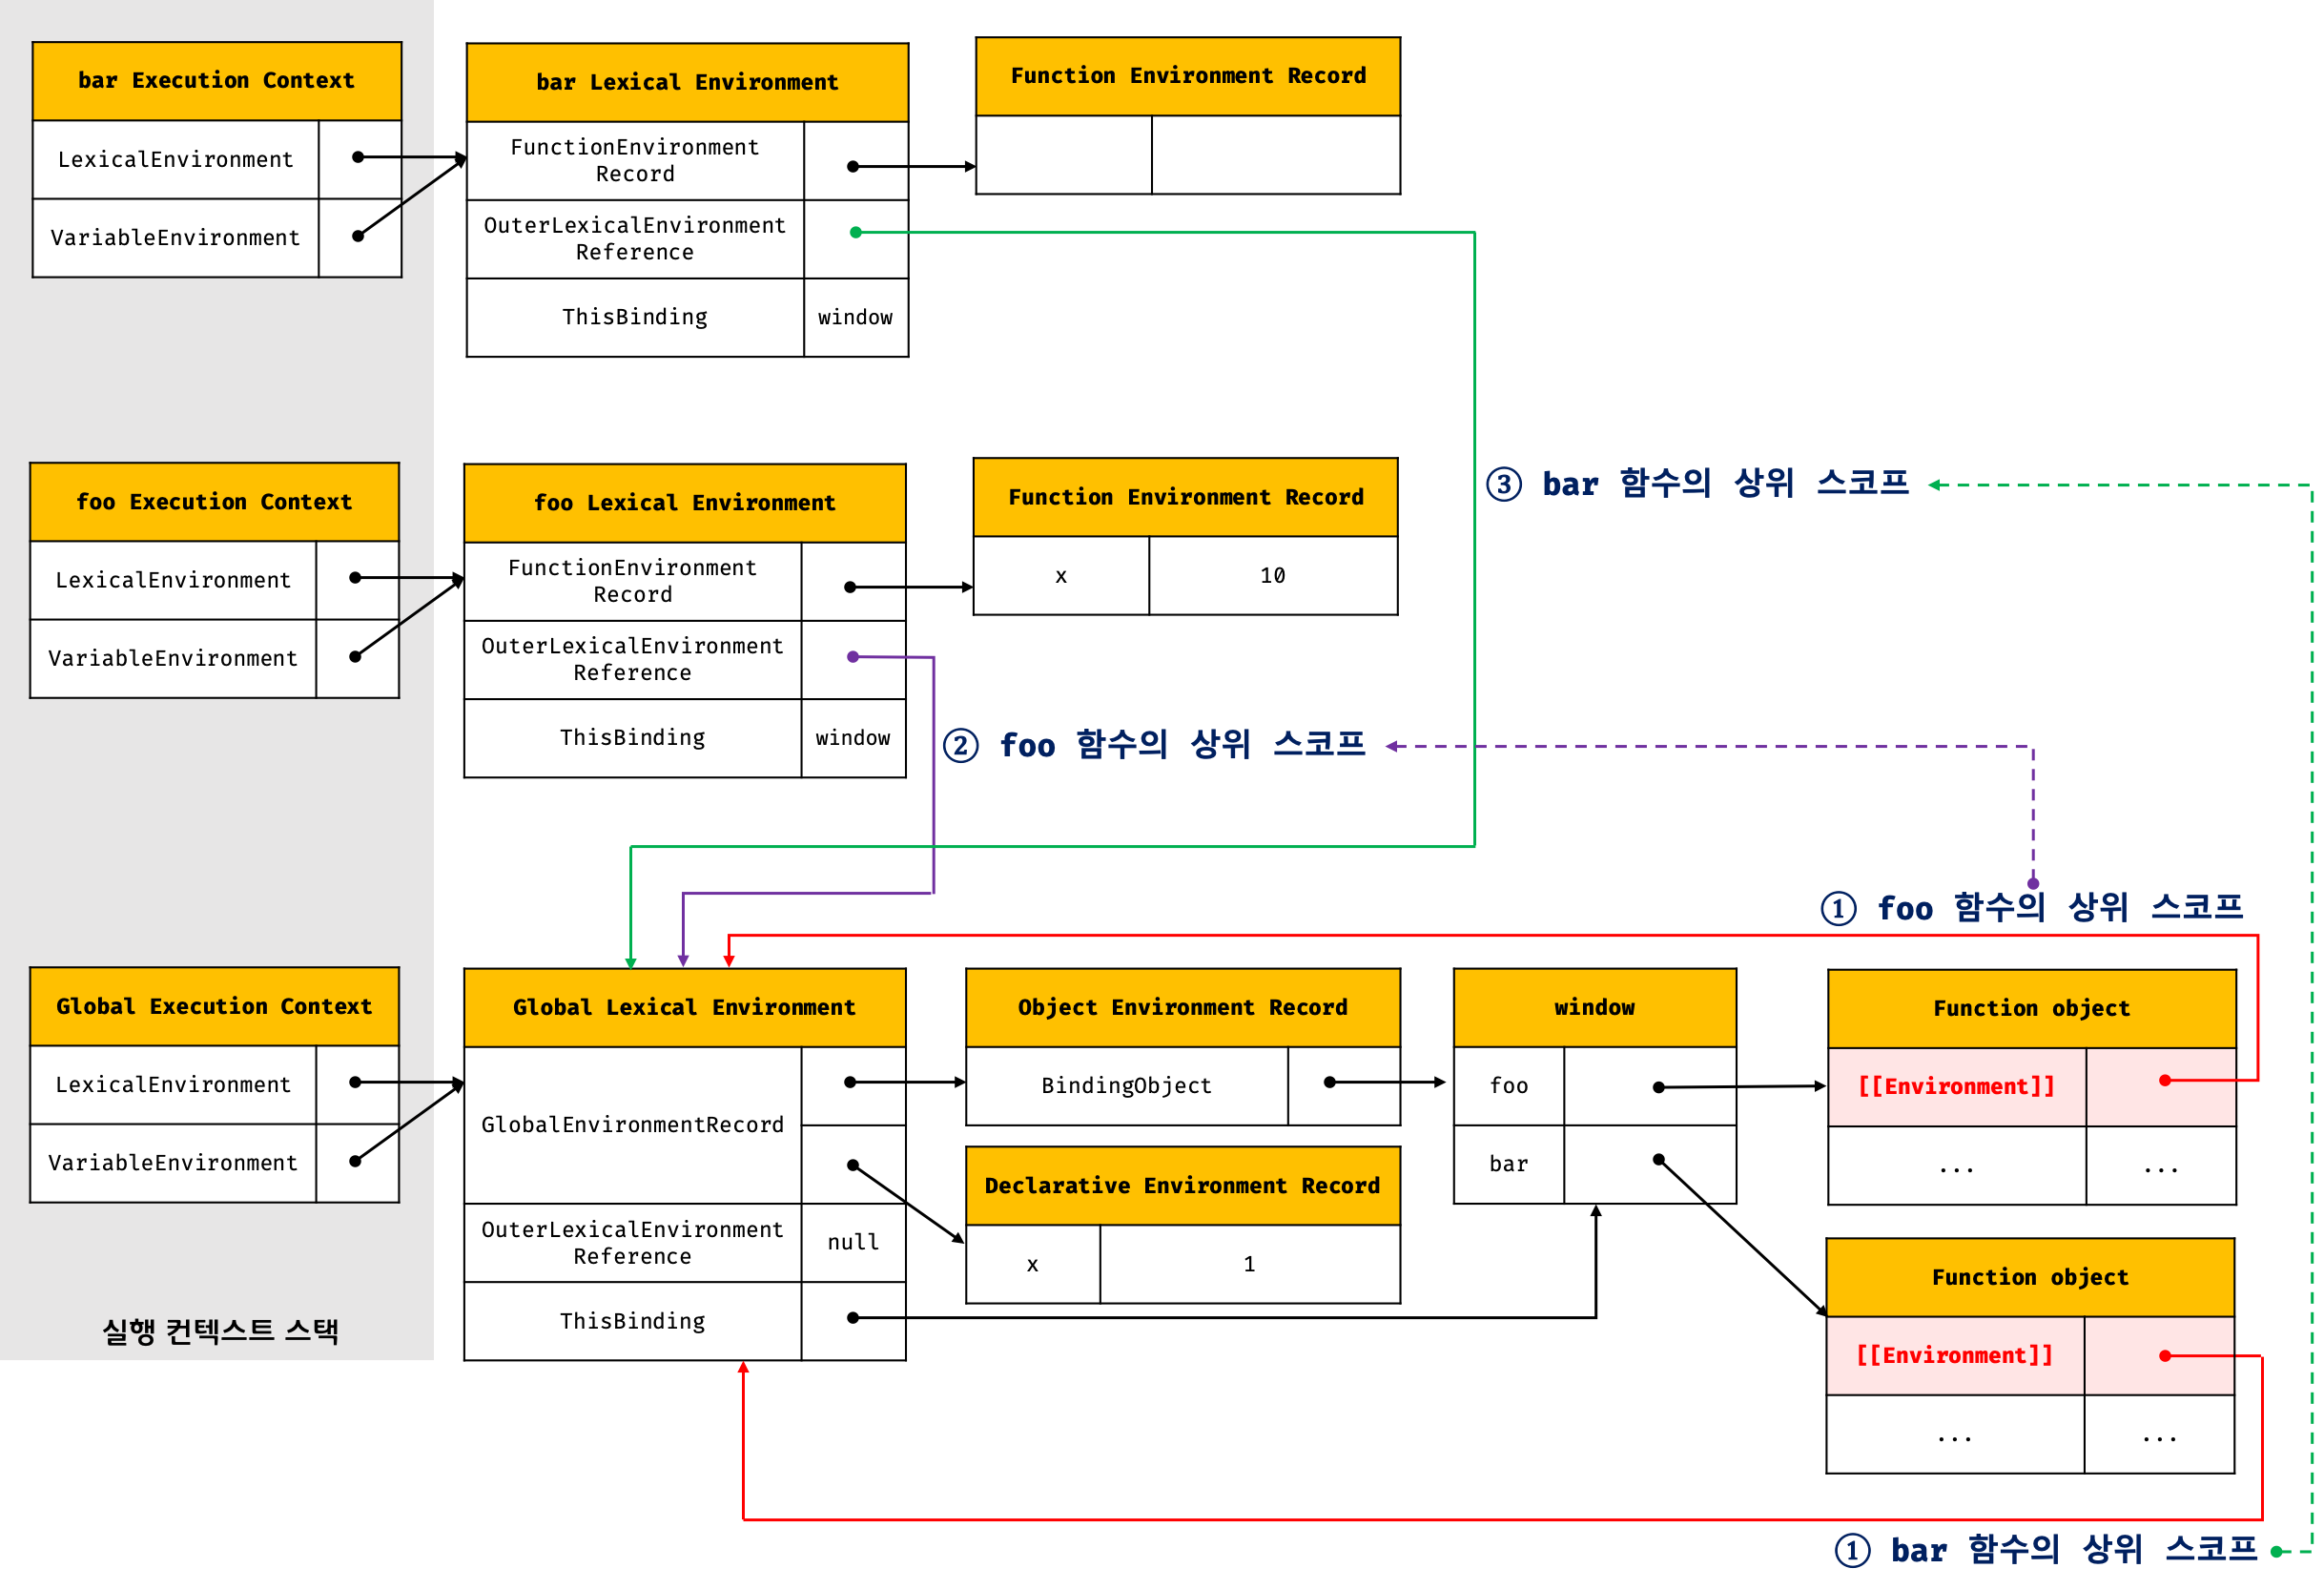 bar Execution Context
LexicalEnvironment
VariableEnvironment
bar Lexical Environment
FunctionEnvironment
Record
OuterLexicalEnvironment
Reference
ThisBinding
window
Function Environment Record
③ bar 함수의 상위 스코프
foo Execution Context
LexicalEnvironment
VariableEnvironment
foo Lexical Environment
FunctionEnvironment
Record
OuterLexicalEnvironment
Reference
ThisBinding
window
Function Environment Record
x
10
② foo 함수의 상위 스코프
① foo 함수의 상위 스코프
Global Execution Context
LexicalEnvironment
VariableEnvironment
실행 컨텍스트 스택
Global Lexical Environment
GlobalEnvironmentRecord
OuterLexicalEnvironment
Reference
null
ThisBinding
Object Environment Record
BindingObject
Declarative Environment Record
x
1
window
foo
bar
Function object
[[Environment]]
...
...
Function object
[[Environment]]
...
...
① bar 함수의 상위 스코프